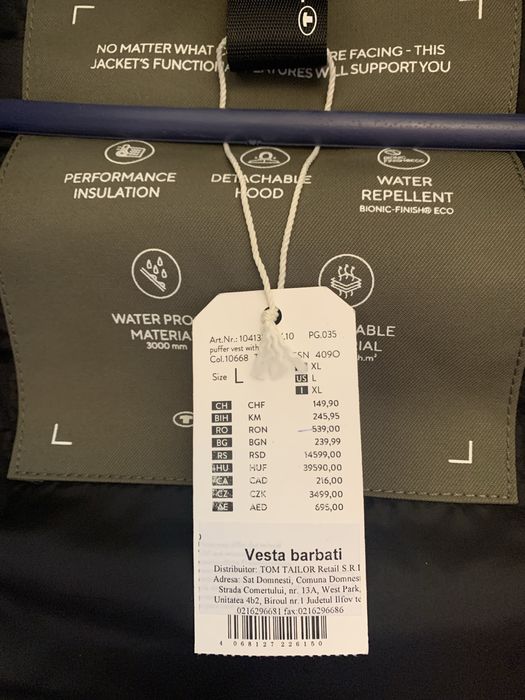 NO MATTER WHAT RE FACING - THIS
JACKET'S FUNCTIONA EATURES WILL SUPPORT YOU
PERFORMANCE
INSULATION
DETACHABLE
HOOD
WATER
REPELLENT
BIONIC-FINISH® ECO
WATER PRO
MATERIA
3000 mm
ABLE
IAL
h.m²
Art.Nr.: 10413 .10 PG.035
puffer vest with
Col.10668 SN 4090
XL
Size L US L
I XL
CH CHF 149,90
BIH KM 245,95
RO RON 539,00
BG BGN 239,99
RS RSD 14599,00
HU HUF 39590,00
CA CAD 216,00
CZ CZK 3499,00
AE AED 695,00
Vesta barbati
Distribuitor: TOM TAILOR Retail S.R.L
Adresa: Sat Domnesti, Comuna Domnes
Strada Comertului, nr. 13A, West Park,
Unitatea 4b2, Biroul nr.1 Judetul Ilfov te
0216296681 fax:0216296686
4 068127 226150